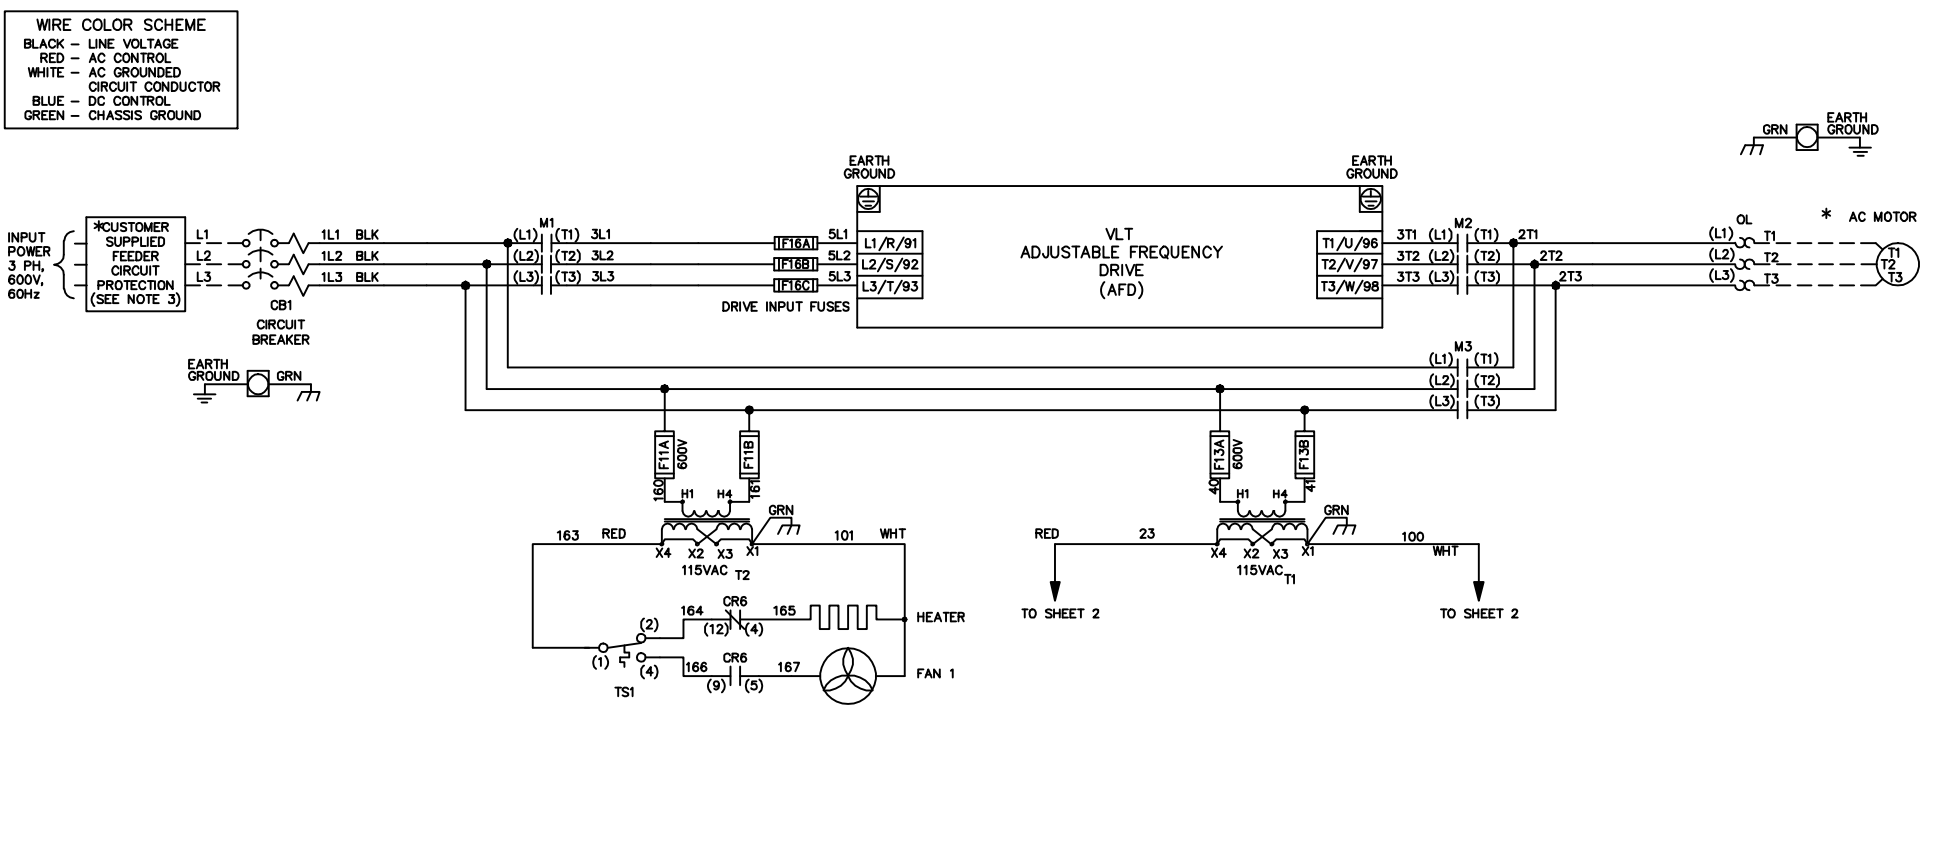 WIRE COLOR SCHEME
BLACK – LINE VOLTAGE
RED – AC CONTROL
WHITE – AC GROUNDED
CIRCUIT CONDUCTOR
BLUE – DC CONTROL
GREEN – CHASSIS GROUND
GRN
EARTH
GROUND
* AC MOTOR
INPUT
POWER
3 PH,
600V,
60Hz
*CUSTOMER
SUPPLIED
FEEDER
CIRCUIT
PROTECTION
(SEE NOTE 3)
L1
L2
L3
CB1
CIRCUIT
BREAKER
1L1 BLK
1L2 BLK
1L3 BLK
M1
(L1) (T1) 3L1
(L2) (T2) 3L2
(L3) (T3) 3L3
F16A
F16B
F16C
5L1
5L2
5L3
DRIVE INPUT FUSES
EARTH
GROUND
EARTH
GROUND
L1/R/91
L2/S/92
L3/T/93
VLT
ADJUSTABLE FREQUENCY
DRIVE
(AFD)
T1/U/96
T2/V/97
T3/W/98
M2
3T1 (L1) (T1) 2T1
3T2 (L2) (T2) 2T2
3T3 (L3) (T3) 2T3
OL
(L1) T1
(L2) T2
(L3) T3
T1
T2
T3
EARTH
GROUND GRN
M3
(L1) (T1)
(L2) (T2)
(L3) (T3)
F11A
600V
F11B
160
161
H1 H4
GRN
163 RED
101 WHT
X4 X2 X3 X1
115VAC T2
F13A
600V
F13B
40
41
H1 H4
GRN
RED 23
100
WHT
X4 X2 X3 X1
115VAC T1
TO SHEET 2
TO SHEET 2
CR6
164 165
(12) (4)
HEATER
(2)
(1)
(4)
TS1
CR6
166 167
(9) (5)
FAN 1